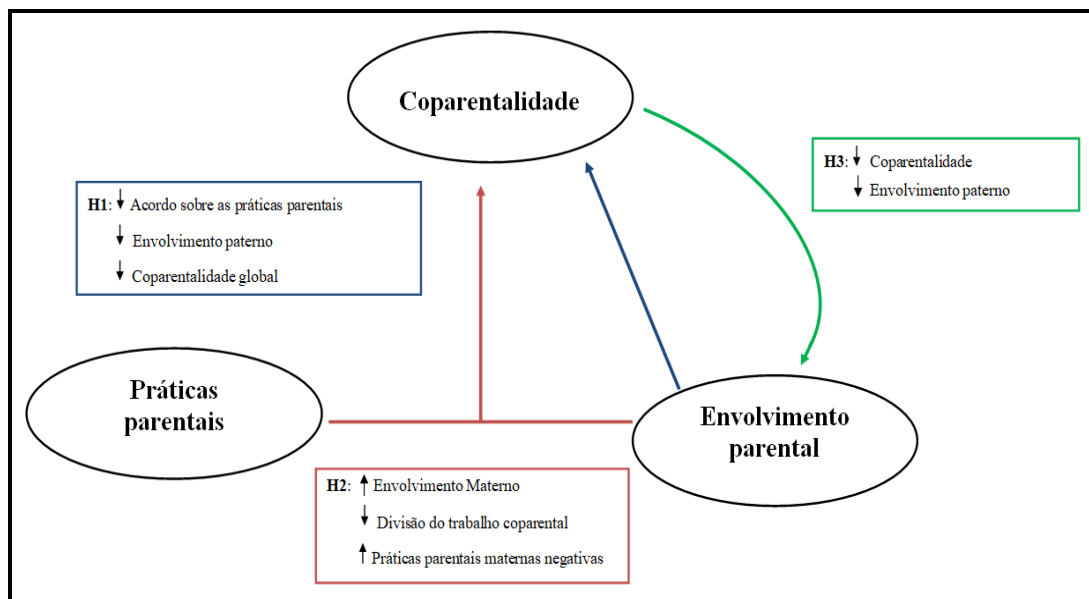 Coparentalidade
H1: ↓ Acordo sobre as práticas parentais
↓ Envolvimento paterno
↓ Coparentalidade global
H3: ↓ Coparentalidade
↓ Envolvimento paterno
Práticas
parentais
Envolvimento
parental
H2: ↑ Envolvimento Materno
↓ Divisão do trabalho coparental
↑ Práticas parentais maternas negativas